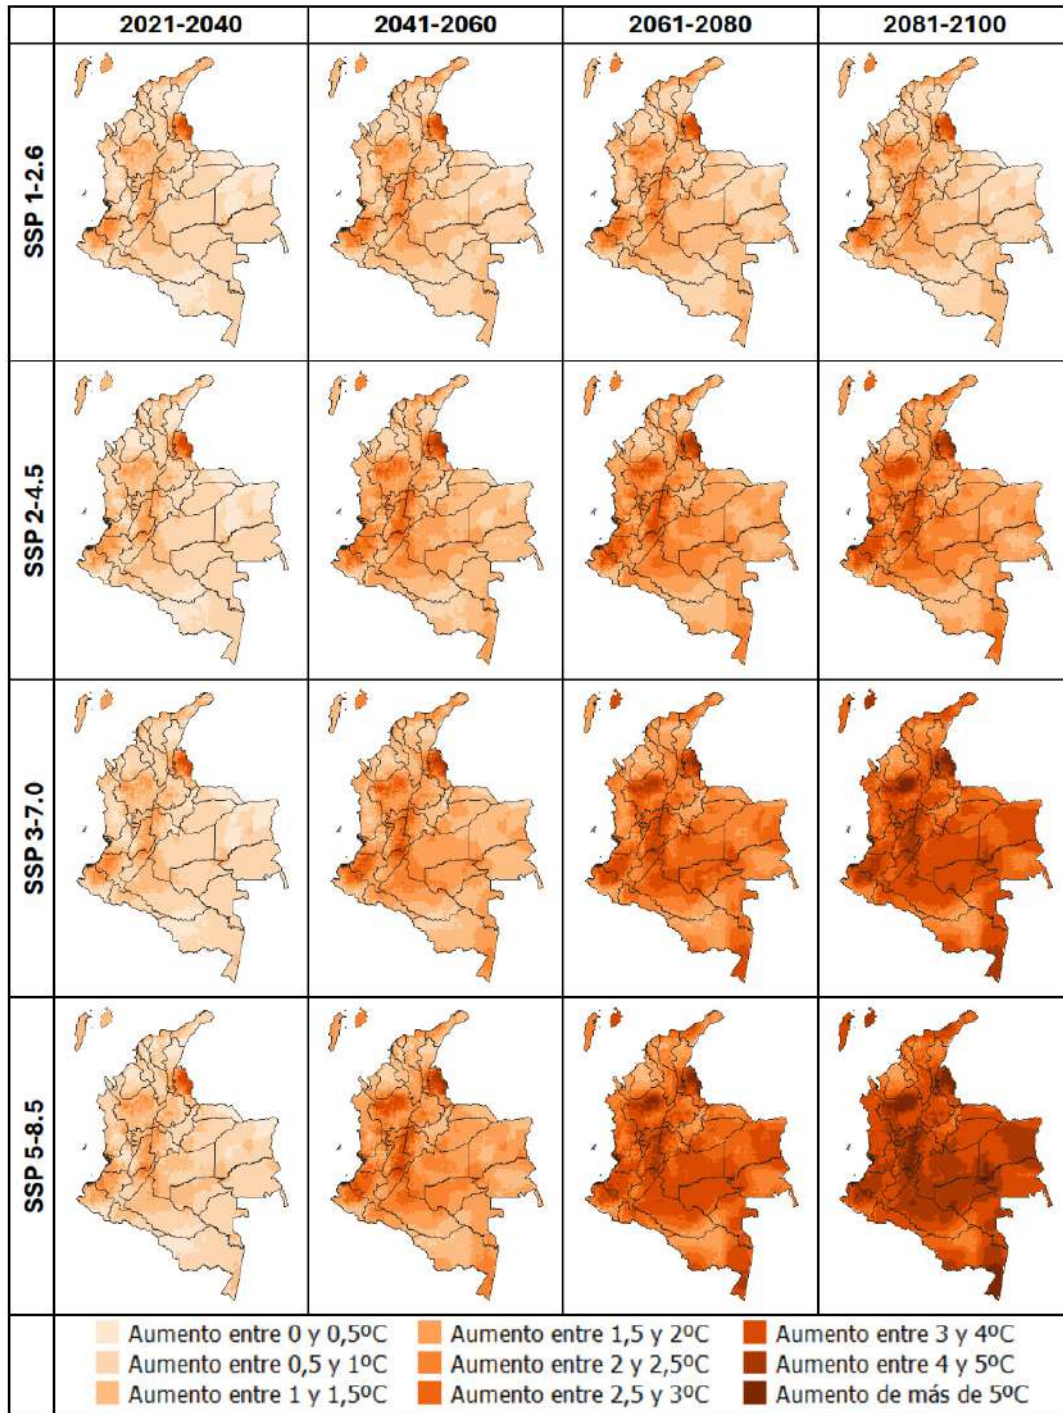 2021-2040 2041-2060 2061-2080 2081-2100
SSP 1-2.6
SSP 2-4.5
SSP 3-7.0
SSP 5-8.5
Aumento entre 0 y 0,5ºC Aumento entre 1,5 y 2ºC Aumento entre 3 y 4ºC
Aumento entre 0,5 y 1ºC Aumento entre 2 y 2,5ºC Aumento entre 4 y 5ºC
Aumento entre 1 y 1,5ºC Aumento entre 2,5 y 3ºC Aumento de más de 5ºC